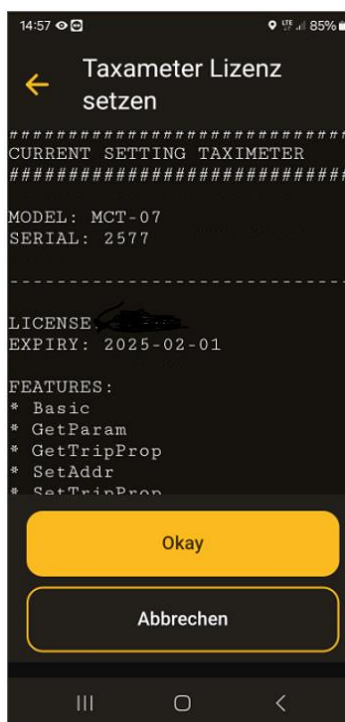 14:57 LTE 85%
Taxameter Lizenz
setzen
##############################
CURRENT SETTING TAXIMETER
##############################
MODEL: MCT-07
SERIAL: 2577
------------------------------
LICENSE
EXPIRY: 2025-02-01
FEATURES:
* Basic
* GetParam
* GetTripProp
* SetAddr
* SetTripProp
Okay
Abbrechen